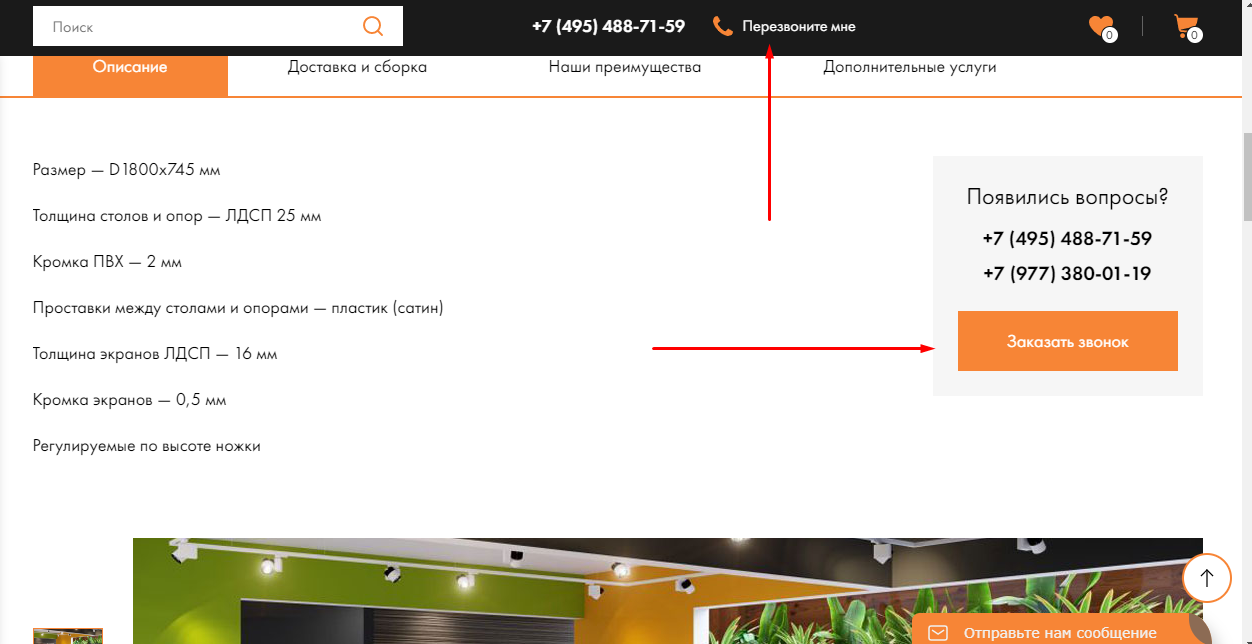 Поиск
+7 (495) 488-71-59
Перезвоните мне
0
0
Описание
Доставка и сборка
Наши преимущества
Дополнительные услуги
Размер — D1800x745 мм
Толщина столов и опор — ЛДСП 25 мм
Кромка ПВХ — 2 мм
Проставки между столами и опорами — пластик (сатин)
Толщина экранов ЛДСП — 16 мм
Кромка экранов — 0,5 мм
Регулируемые по высоте ножки
Появились вопросы?
+7 (495) 488-71-59
+7 (977) 380-01-19
Заказать звонок
Отправьте нам сообщение